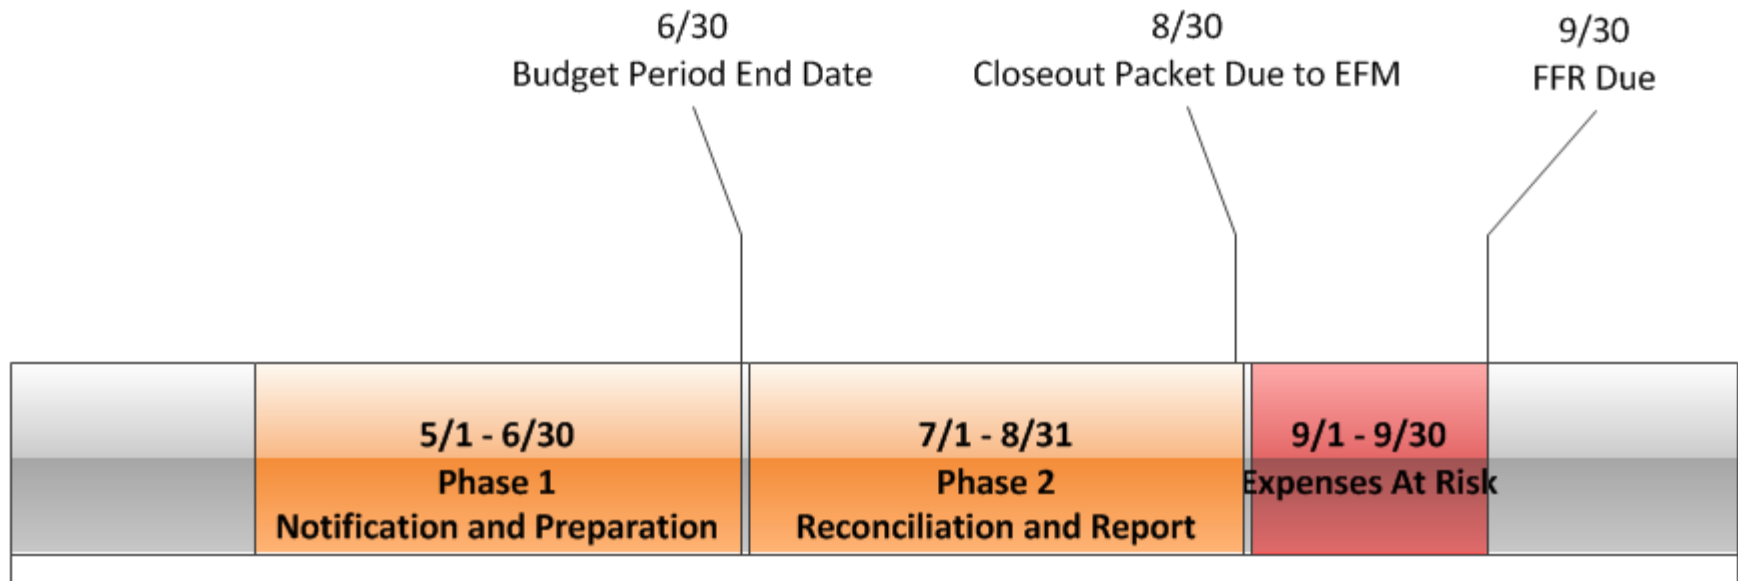 6/30
Budget Period End Date
8/30
Closeout Packet Due to EFM
9/30
FFR Due
5/1 - 6/30
Phase 1
Notification and Preparation
7/1 - 8/31
Phase 2
Reconciliation and Report
9/1 - 9/30
Expenses At Risk